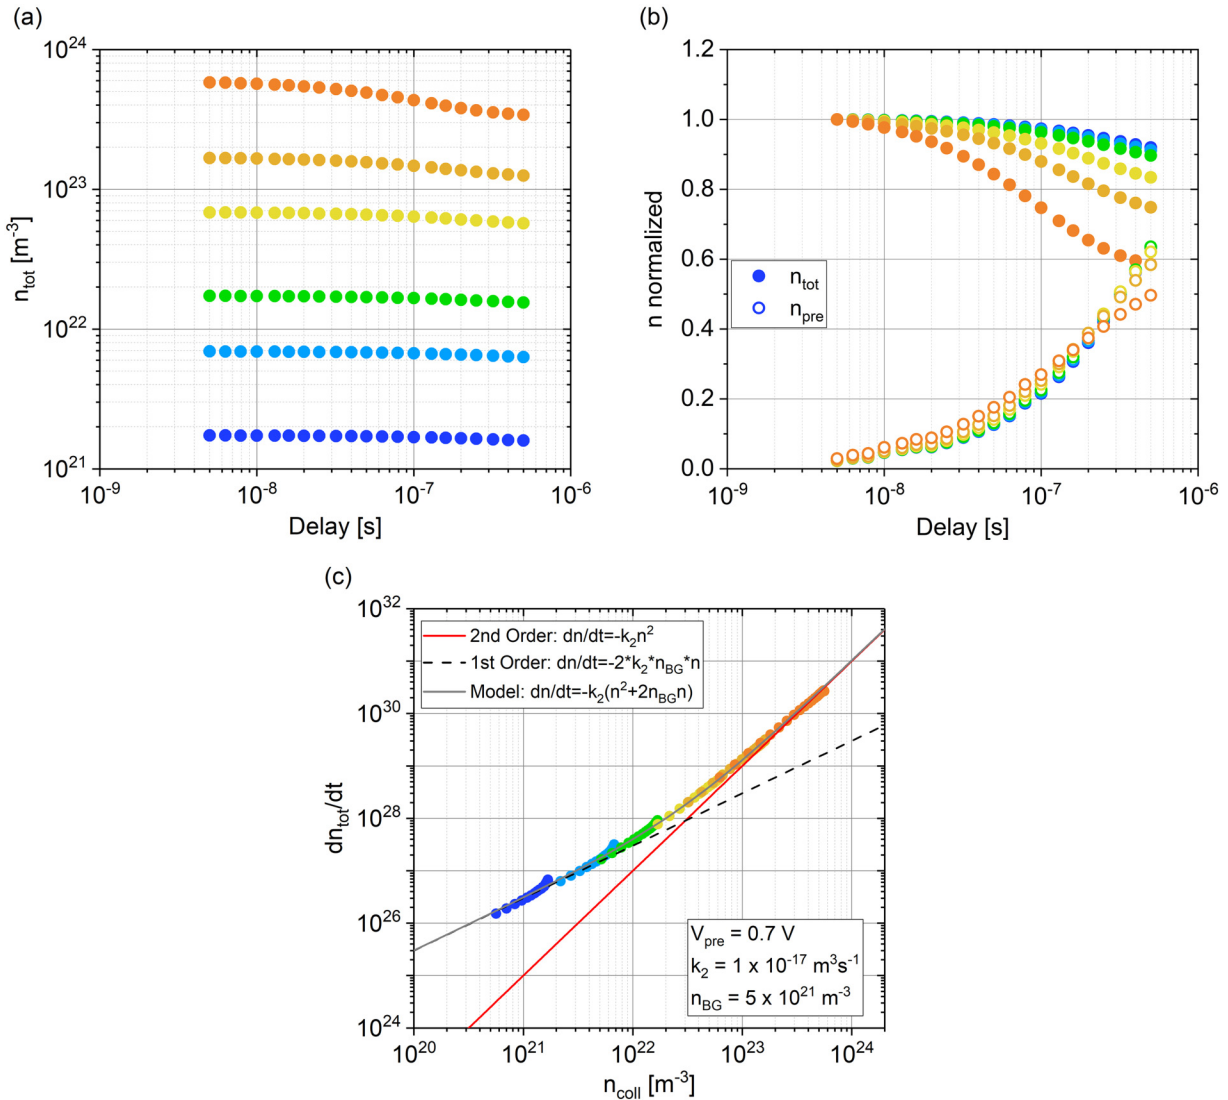 (a)
10^24
10^23
10^22
10^21
n_tot [m^-3]
10^-9
10^-8
10^-7
10^-6
Delay [s]
(b)
1.2
1.0
0.8
0.6
0.4
0.2
0.0
n normalized
n_tot
n_pre
10^-9
10^-8
10^-7
10^-6
Delay [s]
(c)
10^32
10^30
10^28
10^26
10^24
dn_tot/dt
2nd Order: dn/dt=-k_2n^2
1st Order: dn/dt=-2*k_2*n_BG*n
Model: dn/dt=-k_2(n^2+2n_BGn)
V_pre = 0.7 V
k_2 = 1 x 10^-17 m^3s^-1
n_BG = 5 x 10^21 m^-3
10^20
10^21
10^22
10^23
10^24
n_coll [m^-3]